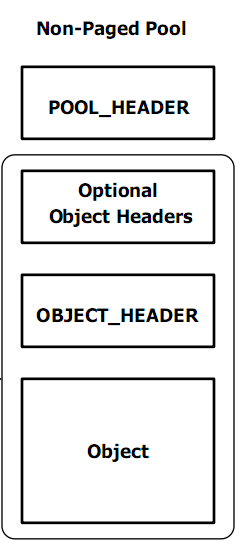 Non-Paged Pool
POOL_HEADER
Optional
Object Headers
OBJECT_HEADER
Object